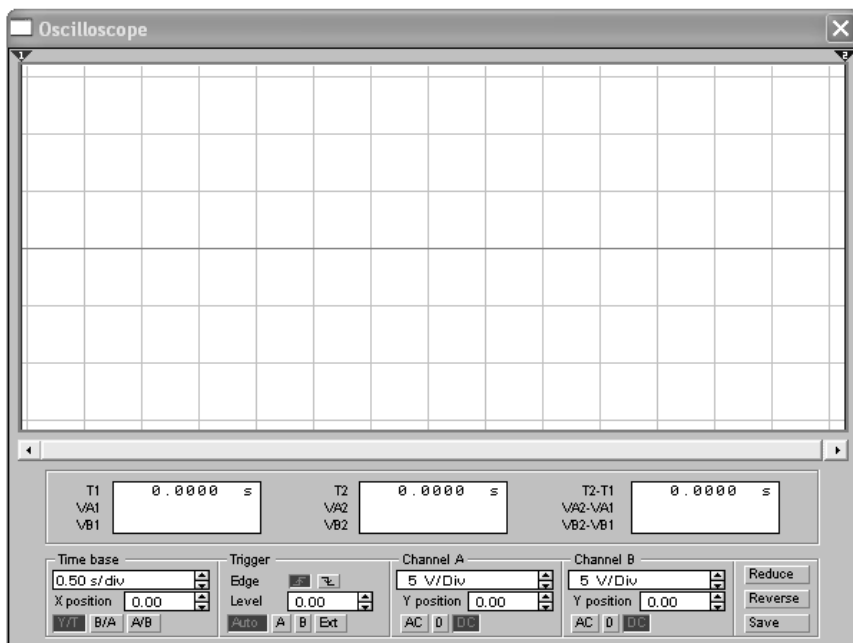 Oscilloscope
1 2
T1 0.0000 s T2 0.0000 s T2-T1 0.0000 s
VA1 VA2 VA2-VA1
VB1 VB2 VB2-VB1
Time base Trigger Channel A Channel B
0.50 s/div Edge 5 V/Div 5 V/Div Reduce
X position 0.00 Level 0.00 Y position 0.00 Y position 0.00 Reverse
Y/T B/A A/B Auto A B Ext AC 0 DC AC 0 DC Save